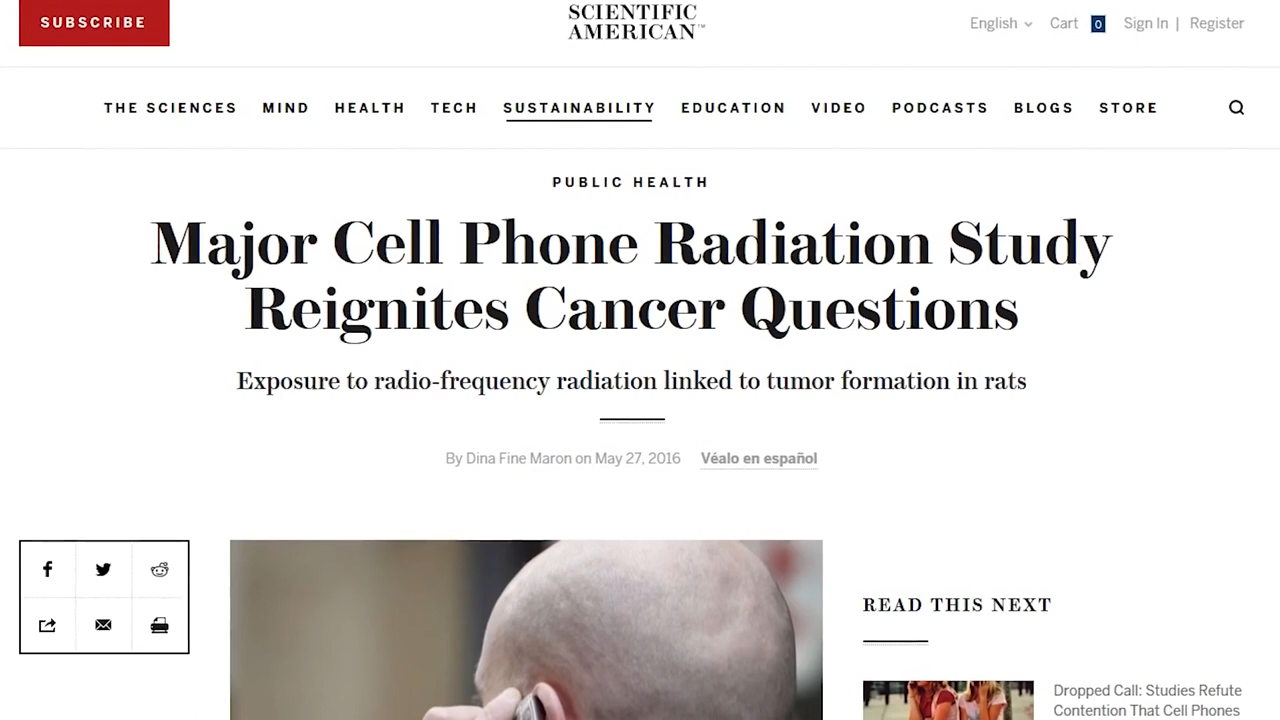 SUBSCRIBE
SCIENTIFIC
AMERICAN™
English
Cart 0 Sign In | Register
THE SCIENCES MIND HEALTH TECH SUSTAINABILITY EDUCATION VIDEO PODCASTS BLOGS STORE
PUBLIC HEALTH
Major Cell Phone Radiation Study
Reignites Cancer Questions
Exposure to radio-frequency radiation linked to tumor formation in rats
By Dina Fine Maron on May 27, 2016 Véalo en español
READ THIS NEXT
Dropped Call: Studies Refute
Contention That Cell Phones